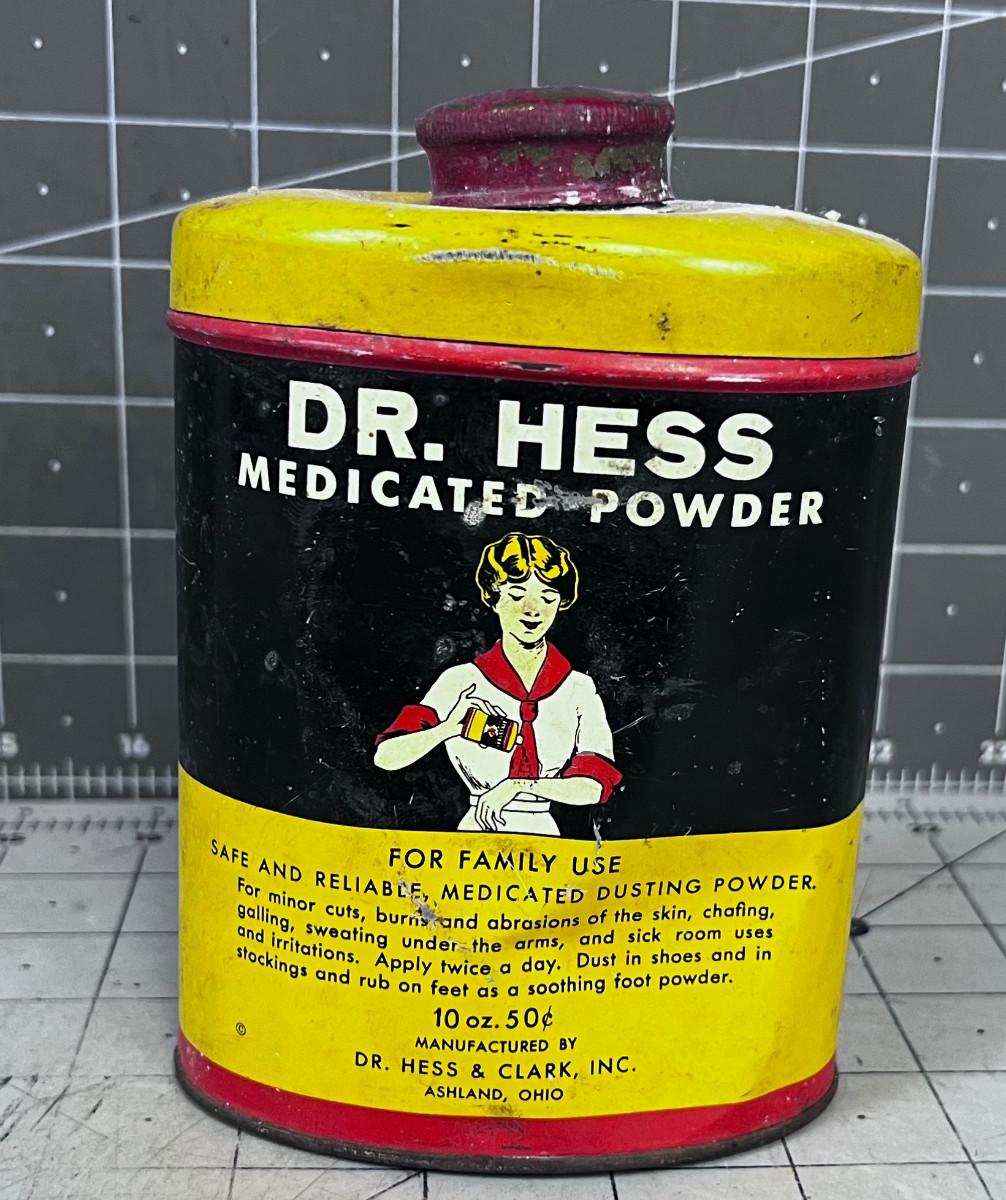 DR. HESS
MEDICATED POWDER
FOR FAMILY USE
SAFE AND RELIABLE, MEDICATED DUSTING POWDER.
For minor cuts, burns and abrasions of the skin, chafing,
galling, sweating under the arms, and sick room uses
and irritations. Apply twice a day. Dust in shoes and in
stockings and rub on feet as a soothing foot powder.
10 oz. 50¢
©
MANUFACTURED BY
DR. HESS & CLARK, INC.
ASHLAND, OHIO
16